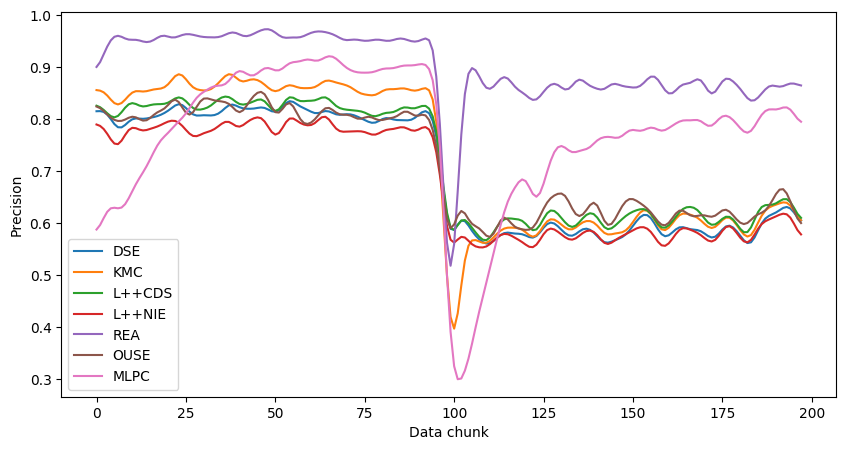 1.0
0.9
0.8
0.7
0.6
0.5
0.4
0.3
Precision
DSE
KMC
L++CDS
L++NIE
REA
OUSE
MLPC
0 25 50 75 100 125 150 175 200
Data chunk